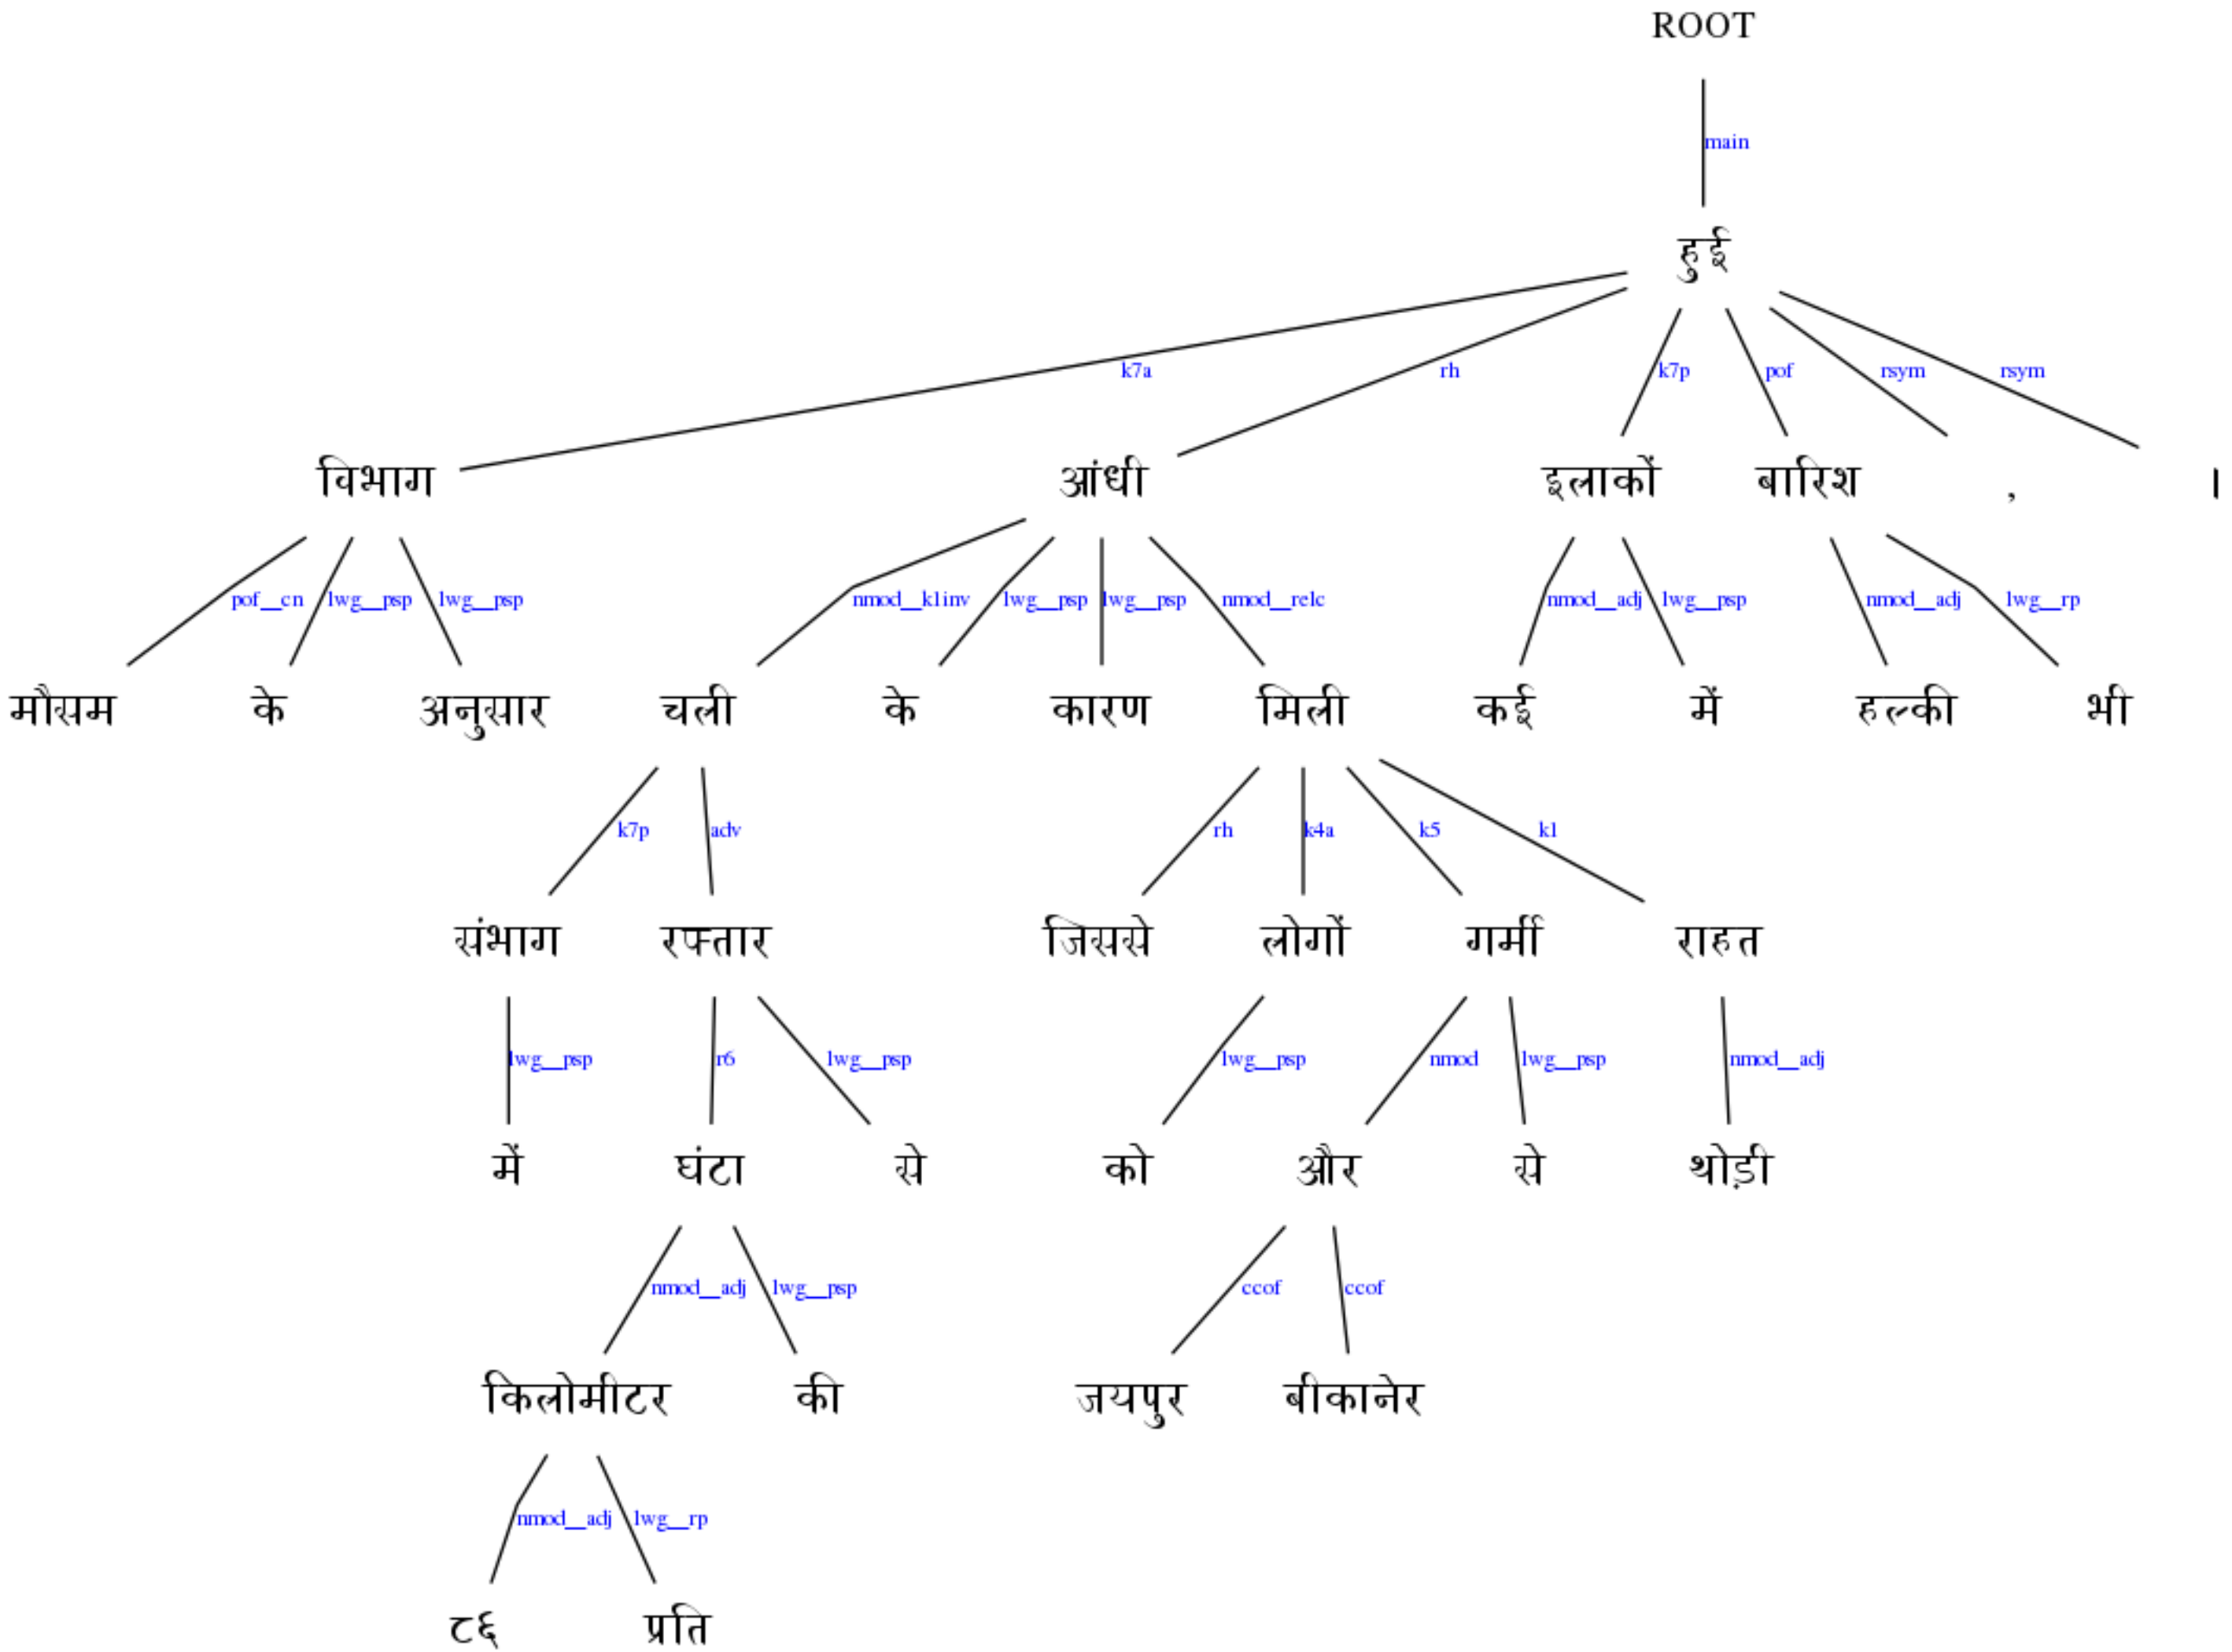 ROOT
main
हुई
k7a rh k7p pof rsym rsym
विभाग आंधी इलाकों बारिश , ।
pof__cn lwg__psp lwg__psp nmod__k1inv lwg__psp lwg__psp nmod__relc nmod__adj lwg__psp nmod__adj lwg__rp
मौसम के अनुसार चली के कारण मिली कई में हल्की भी
k7p adv rh k4a k5 k1
संभाग रफ्तार जिससे लोगों गर्मी राहत
lwg__psp r6 lwg__psp lwg__psp nmod lwg__psp nmod__adj
में घंटा से को और से थोड़ी
nmod__adj lwg__psp ccof ccof
किलोमीटर की जयपुर बीकानेर
nmod__adj lwg__rp
८६ प्रति